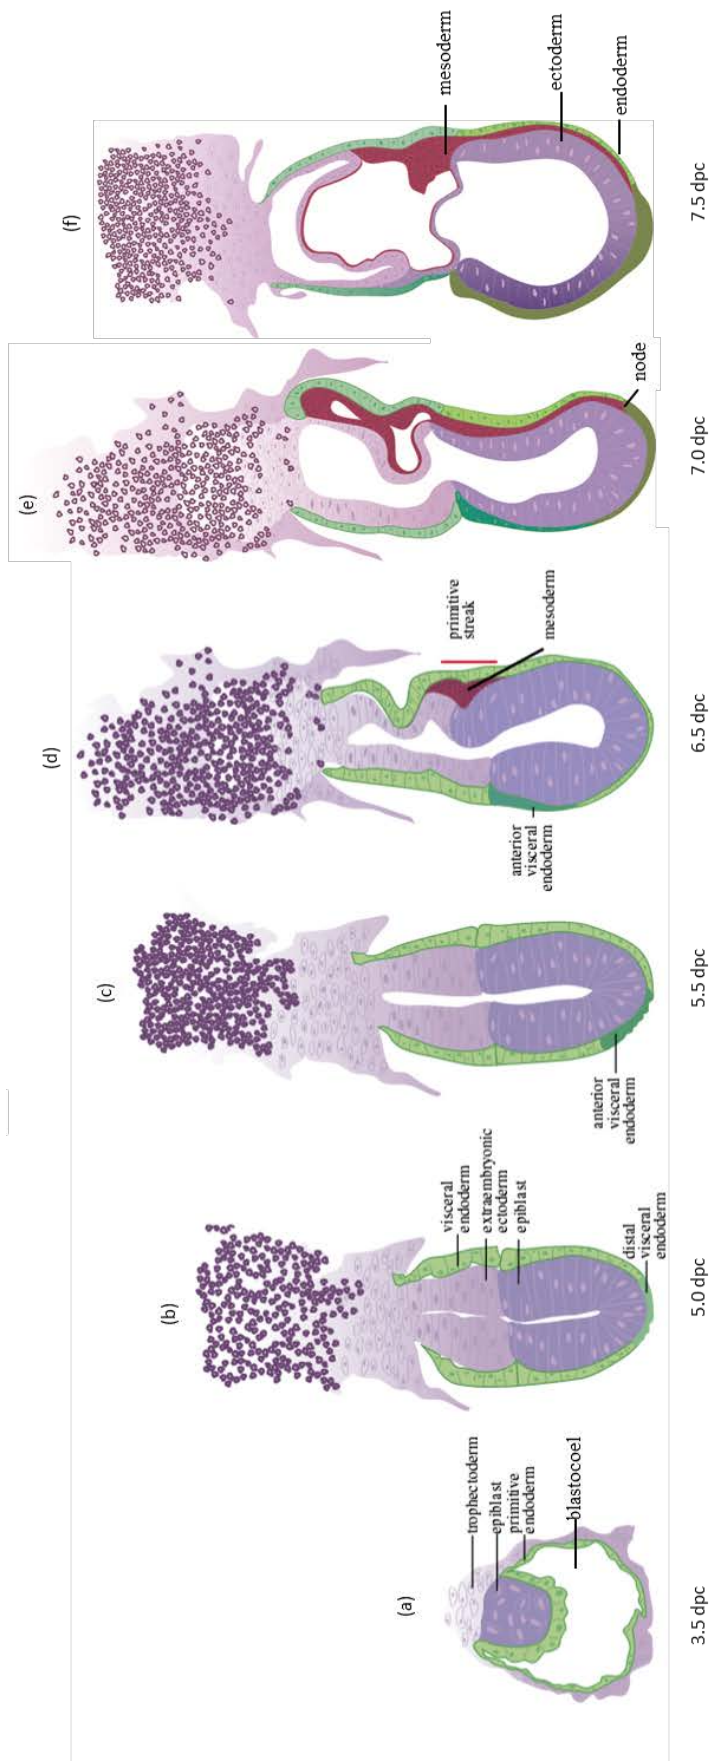 (a)
trophectoderm
epiblast
primitive
endoderm
blastocoel
3.5 dpc
(b)
visceral
endoderm
extraembryonic
ectoderm
epiblast
distal
visceral
endoderm
5.0 dpc
(c)
anterior
visceral
endoderm
5.5 dpc
(d)
primitive
streak
mesoderm
anterior
visceral
endoderm
6.5 dpc
(e)
node
7.0 dpc
(f)
mesoderm
ectoderm
endoderm
7.5 dpc